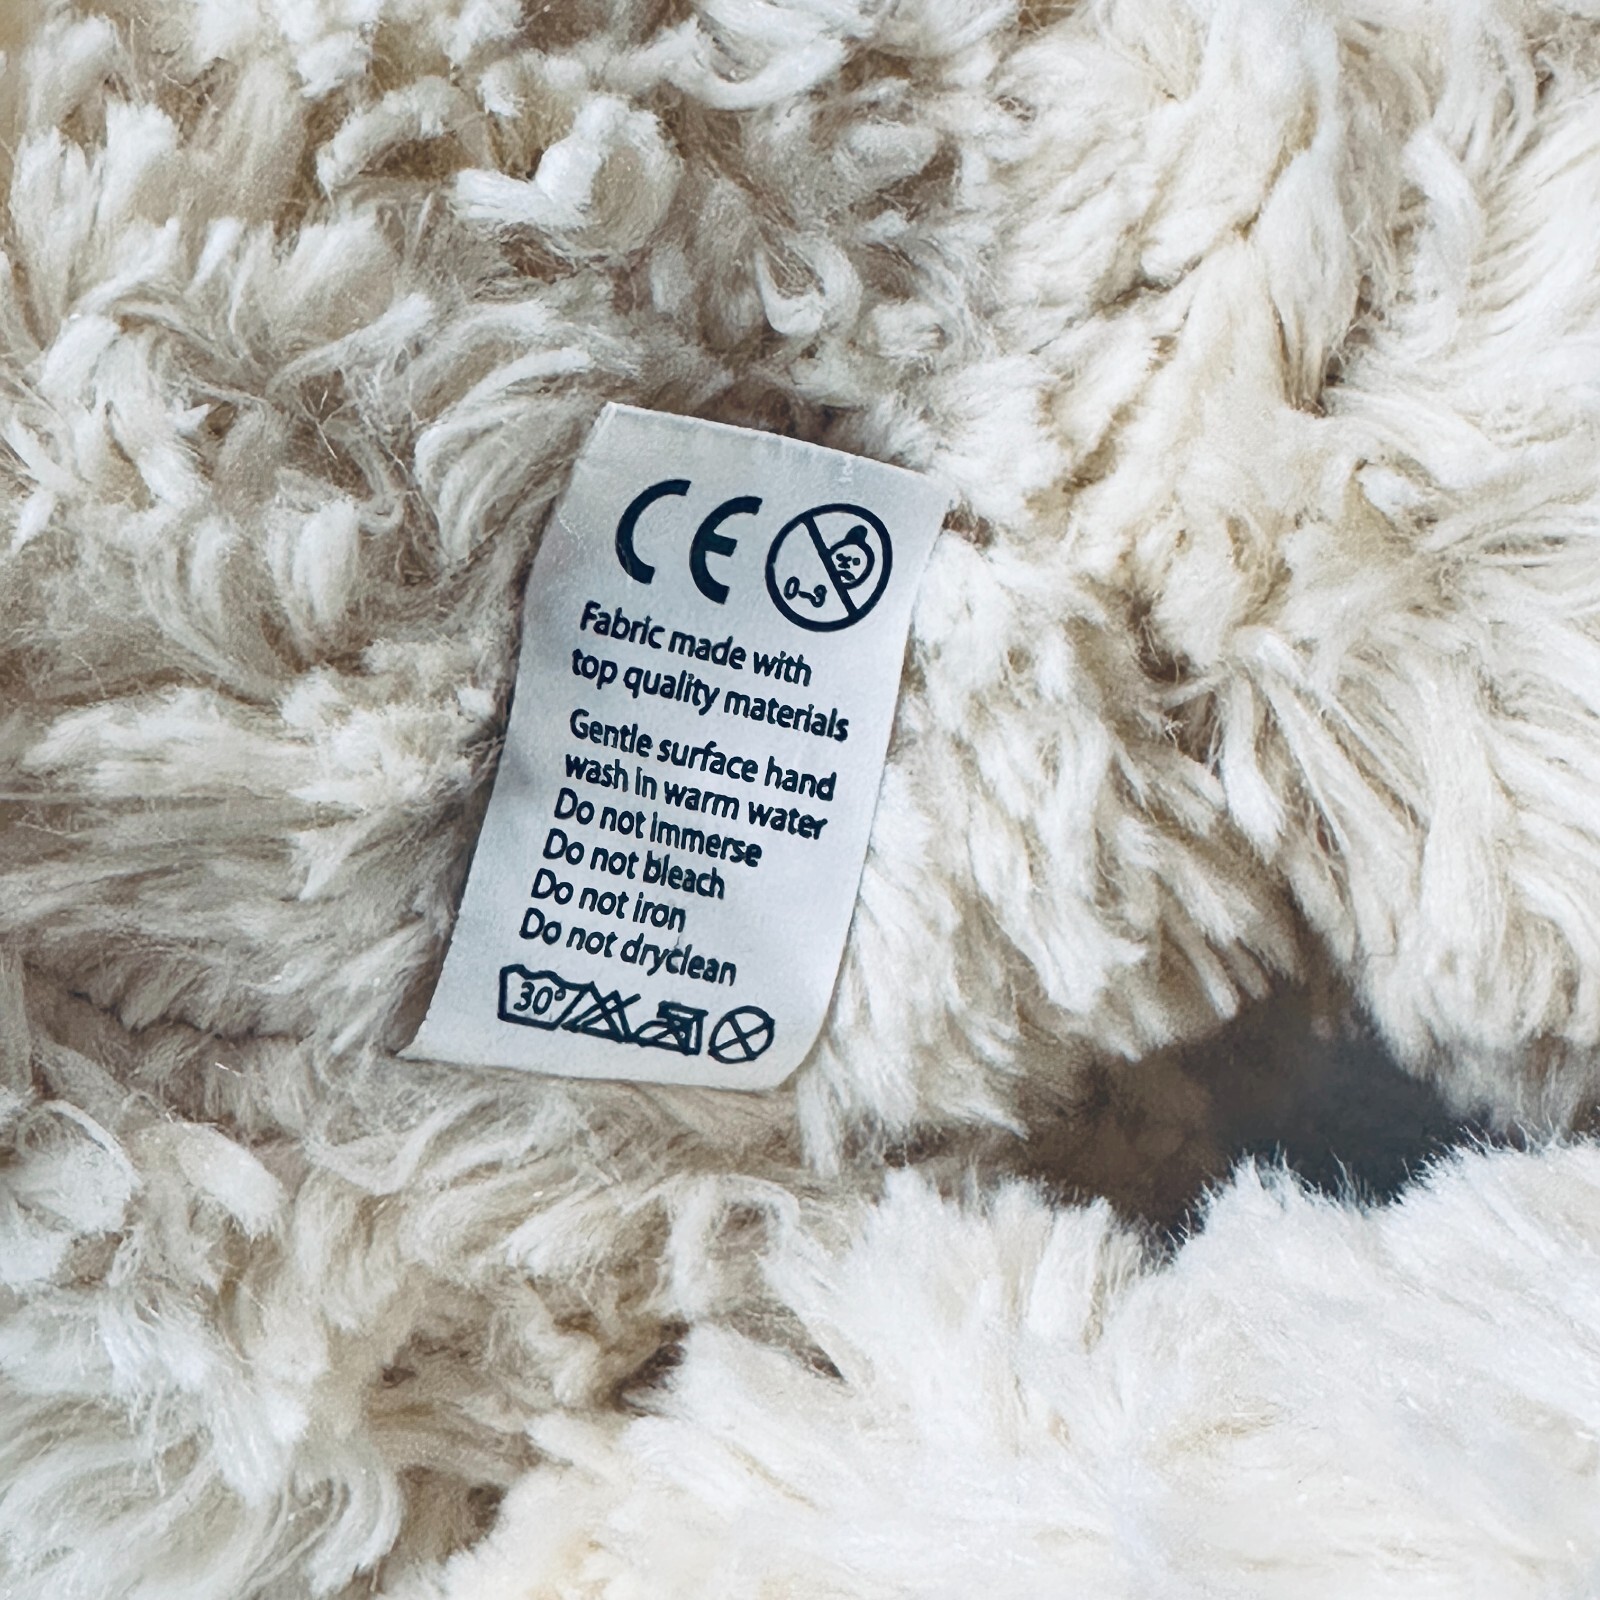 CE 0-3
Fabric made with
top quality materials
Gentle surface hand
wash in warm water
Do not immerse
Do not bleach
Do not iron
Do not dryclean
30°